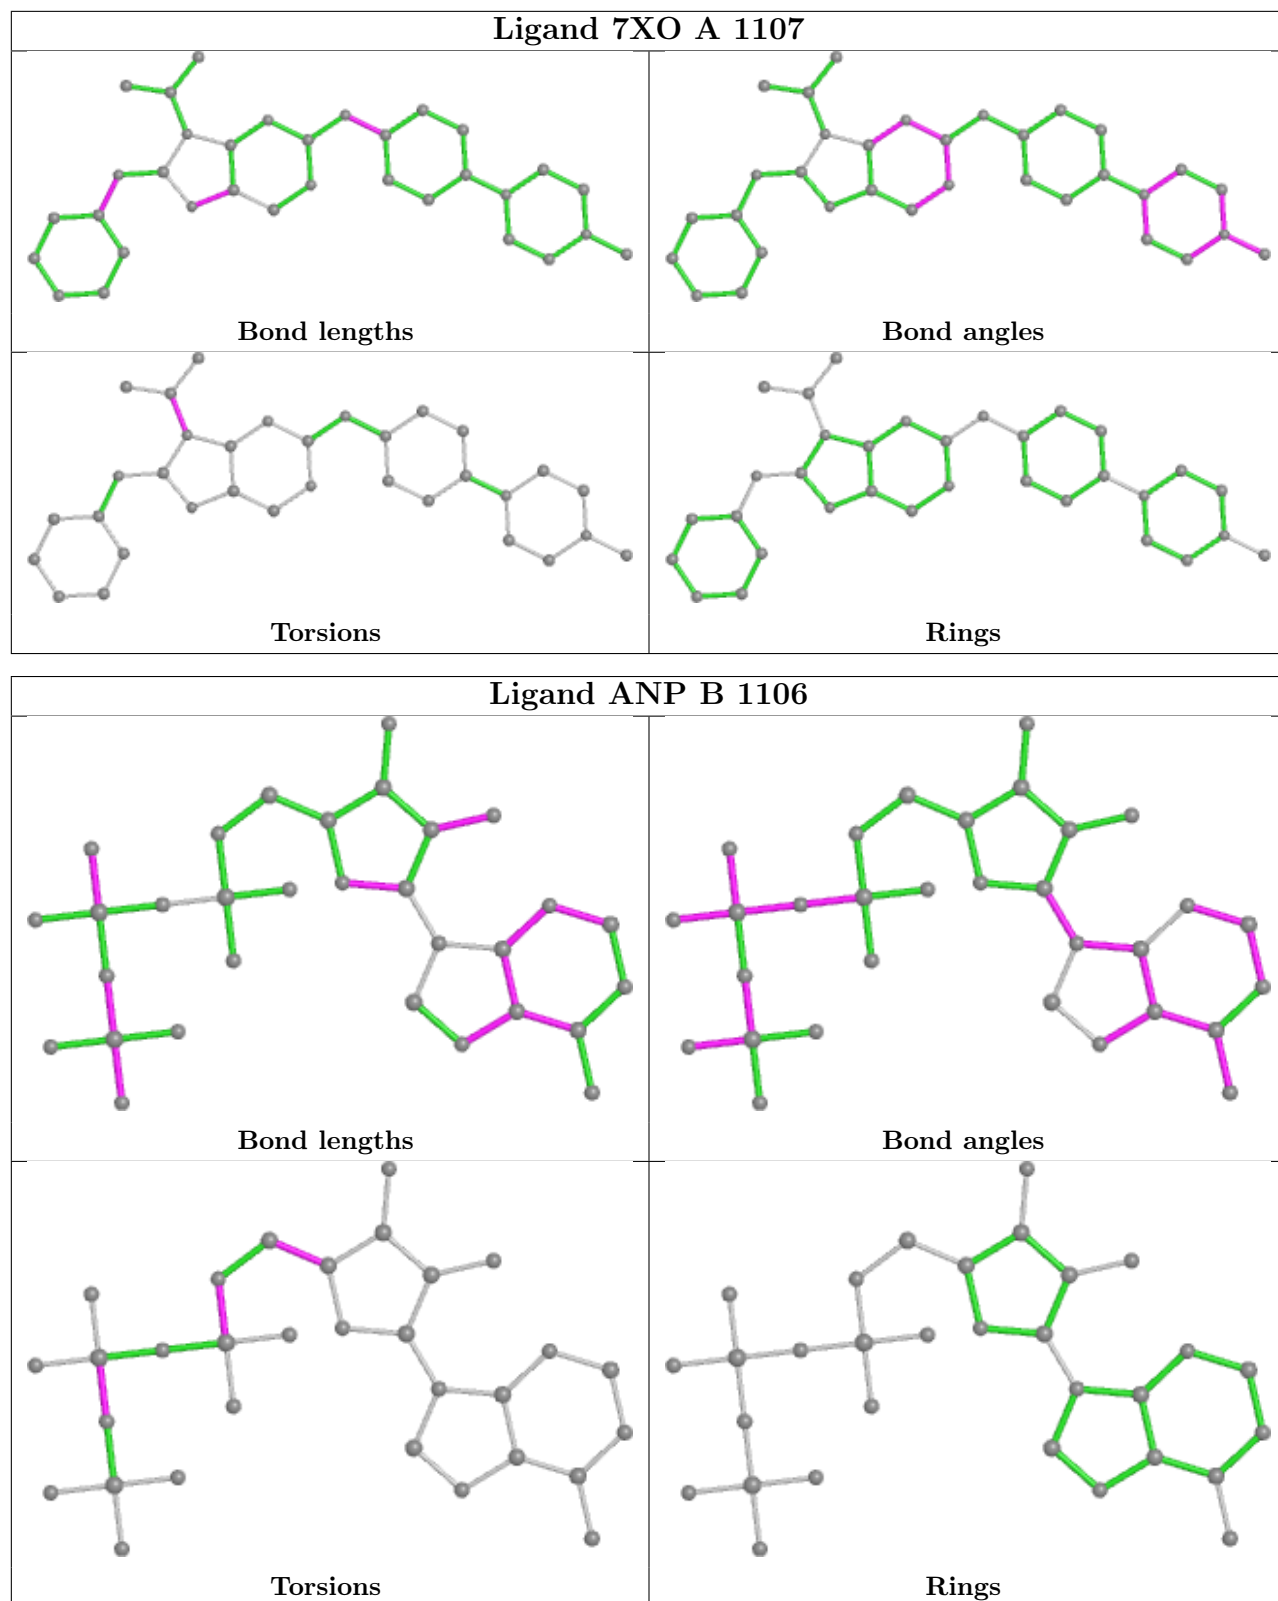 Ligand 7XO A 1107
Bond lengths
Bond angles
Torsions
Rings
Ligand ANP B 1106
Bond lengths
Bond angles
Torsions
Rings